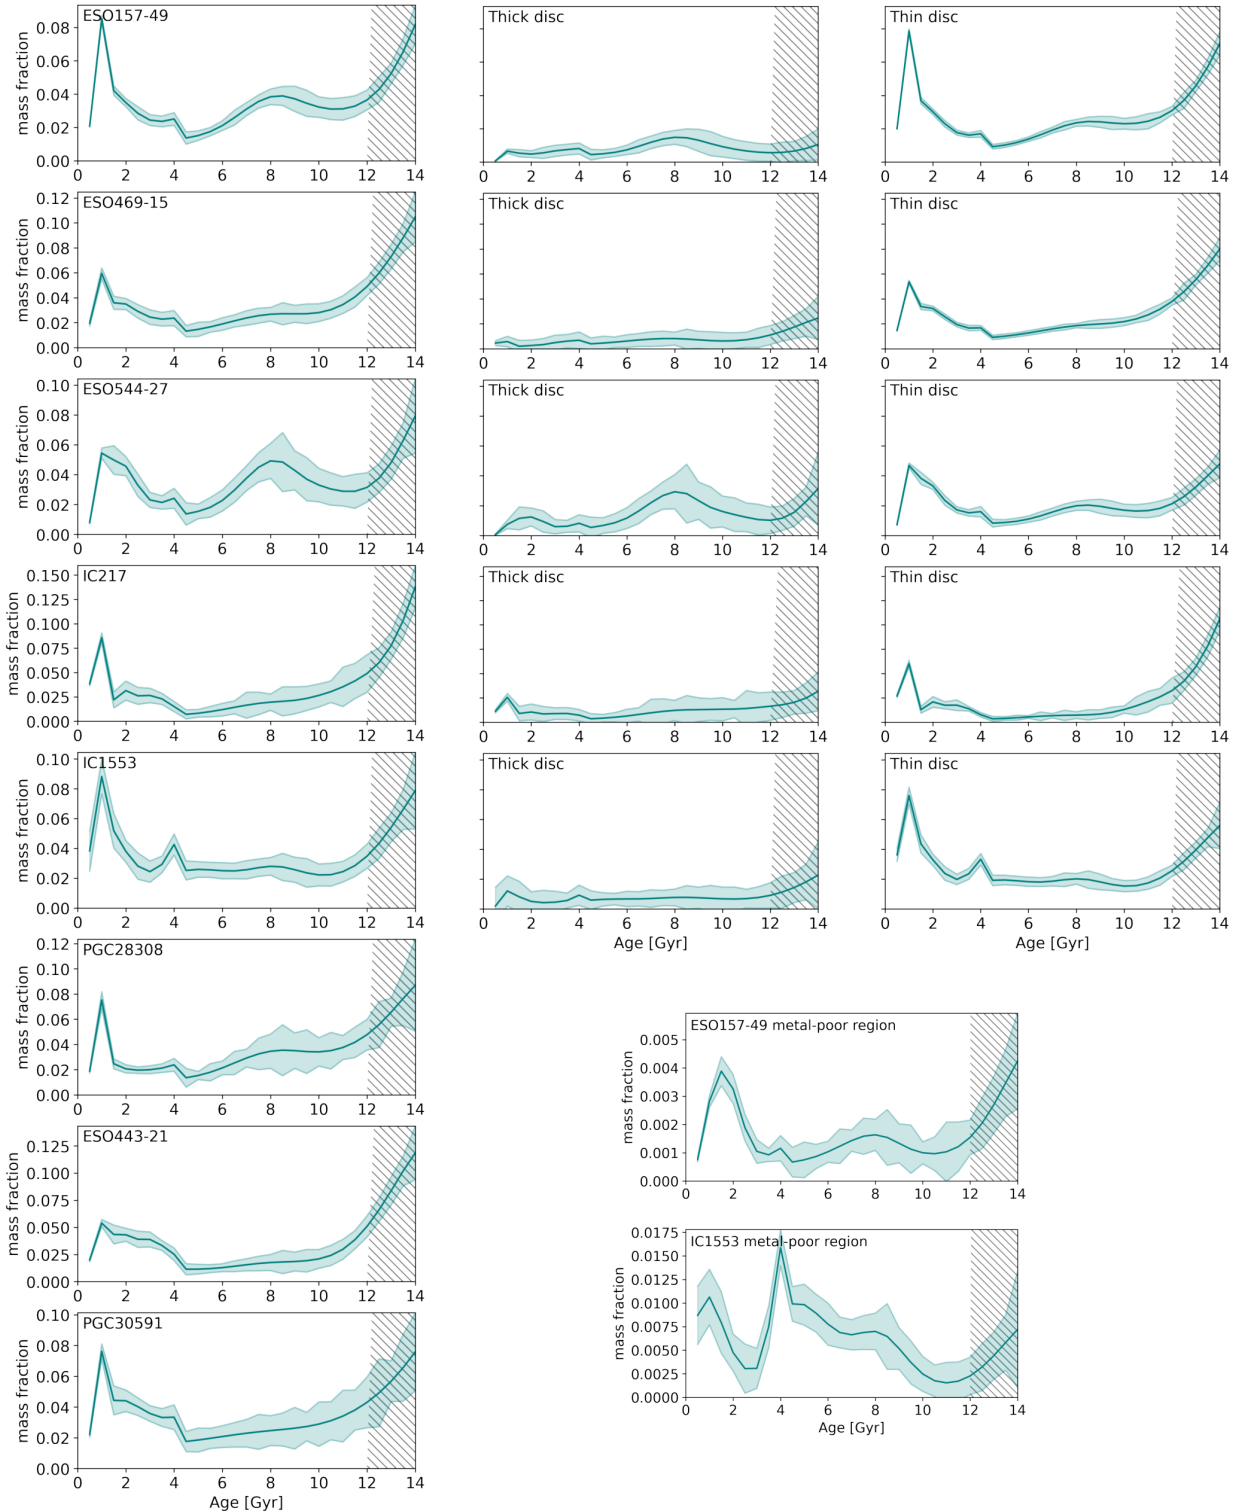 ESO157-49
Thick disc
Thin disc
mass fraction
0.08
0.06
0.04
0.02
0.00
0 2 4 6 8 10 12 14
0 2 4 6 8 10 12 14
0 2 4 6 8 10 12 14
ESO469-15
Thick disc
Thin disc
mass fraction
0.12
0.10
0.08
0.06
0.04
0.02
0.00
0 2 4 6 8 10 12 14
0 2 4 6 8 10 12 14
0 2 4 6 8 10 12 14
ESO544-27
Thick disc
Thin disc
mass fraction
0.10
0.08
0.06
0.04
0.02
0.00
0 2 4 6 8 10 12 14
0 2 4 6 8 10 12 14
0 2 4 6 8 10 12 14
IC217
Thick disc
Thin disc
mass fraction
0.150
0.125
0.100
0.075
0.050
0.025
0.000
0 2 4 6 8 10 12 14
0 2 4 6 8 10 12 14
0 2 4 6 8 10 12 14
IC1553
Thick disc
Thin disc
mass fraction
0.10
0.08
0.06
0.04
0.02
0.00
0 2 4 6 8 10 12 14
0 2 4 6 8 10 12 14
0 2 4 6 8 10 12 14
Age [Gyr]
Age [Gyr]
PGC28308
mass fraction
0.12
0.10
0.08
0.06
0.04
0.02
0.00
0 2 4 6 8 10 12 14
ESO157-49 metal-poor region
mass fraction
0.005
0.004
0.003
0.002
0.001
0.000
0 2 4 6 8 10 12 14
ESO443-21
mass fraction
0.125
0.100
0.075
0.050
0.025
0.000
0 2 4 6 8 10 12 14
IC1553 metal-poor region
mass fraction
0.0175
0.0150
0.0125
0.0100
0.0075
0.0050
0.0025
0.0000
0 2 4 6 8 10 12 14
Age [Gyr]
PGC30591
mass fraction
0.10
0.08
0.06
0.04
0.02
0.00
0 2 4 6 8 10 12 14
Age [Gyr]